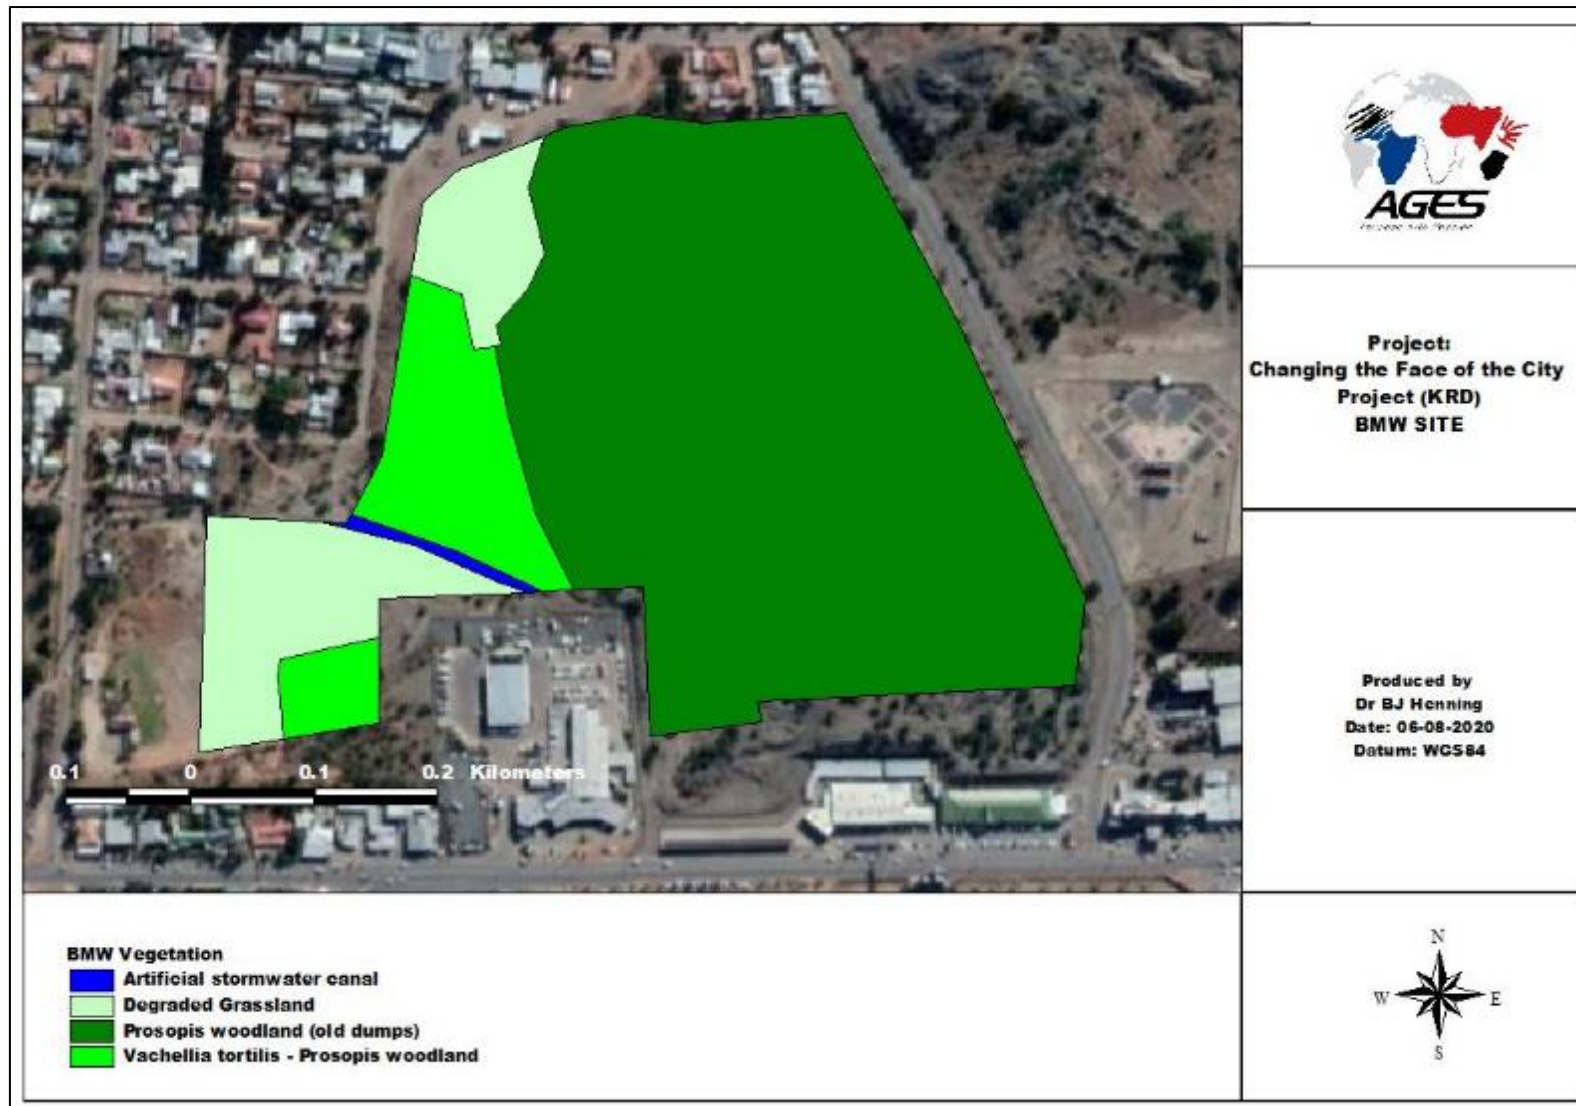 AGES
Project:
Changing the Face of the City
Project (KRD)
BMW SITE
Produced by
Dr BJ Henning
Date: 06-08-2020
Datum: WGS84
0.1 0 0.1 0.2 Kilometers
BMW Vegetation
Artificial stormwater canal
Degraded Grassland
Prosopis woodland (old dumps)
Vachellia tortilis - Prosopis woodland
N
W E
S